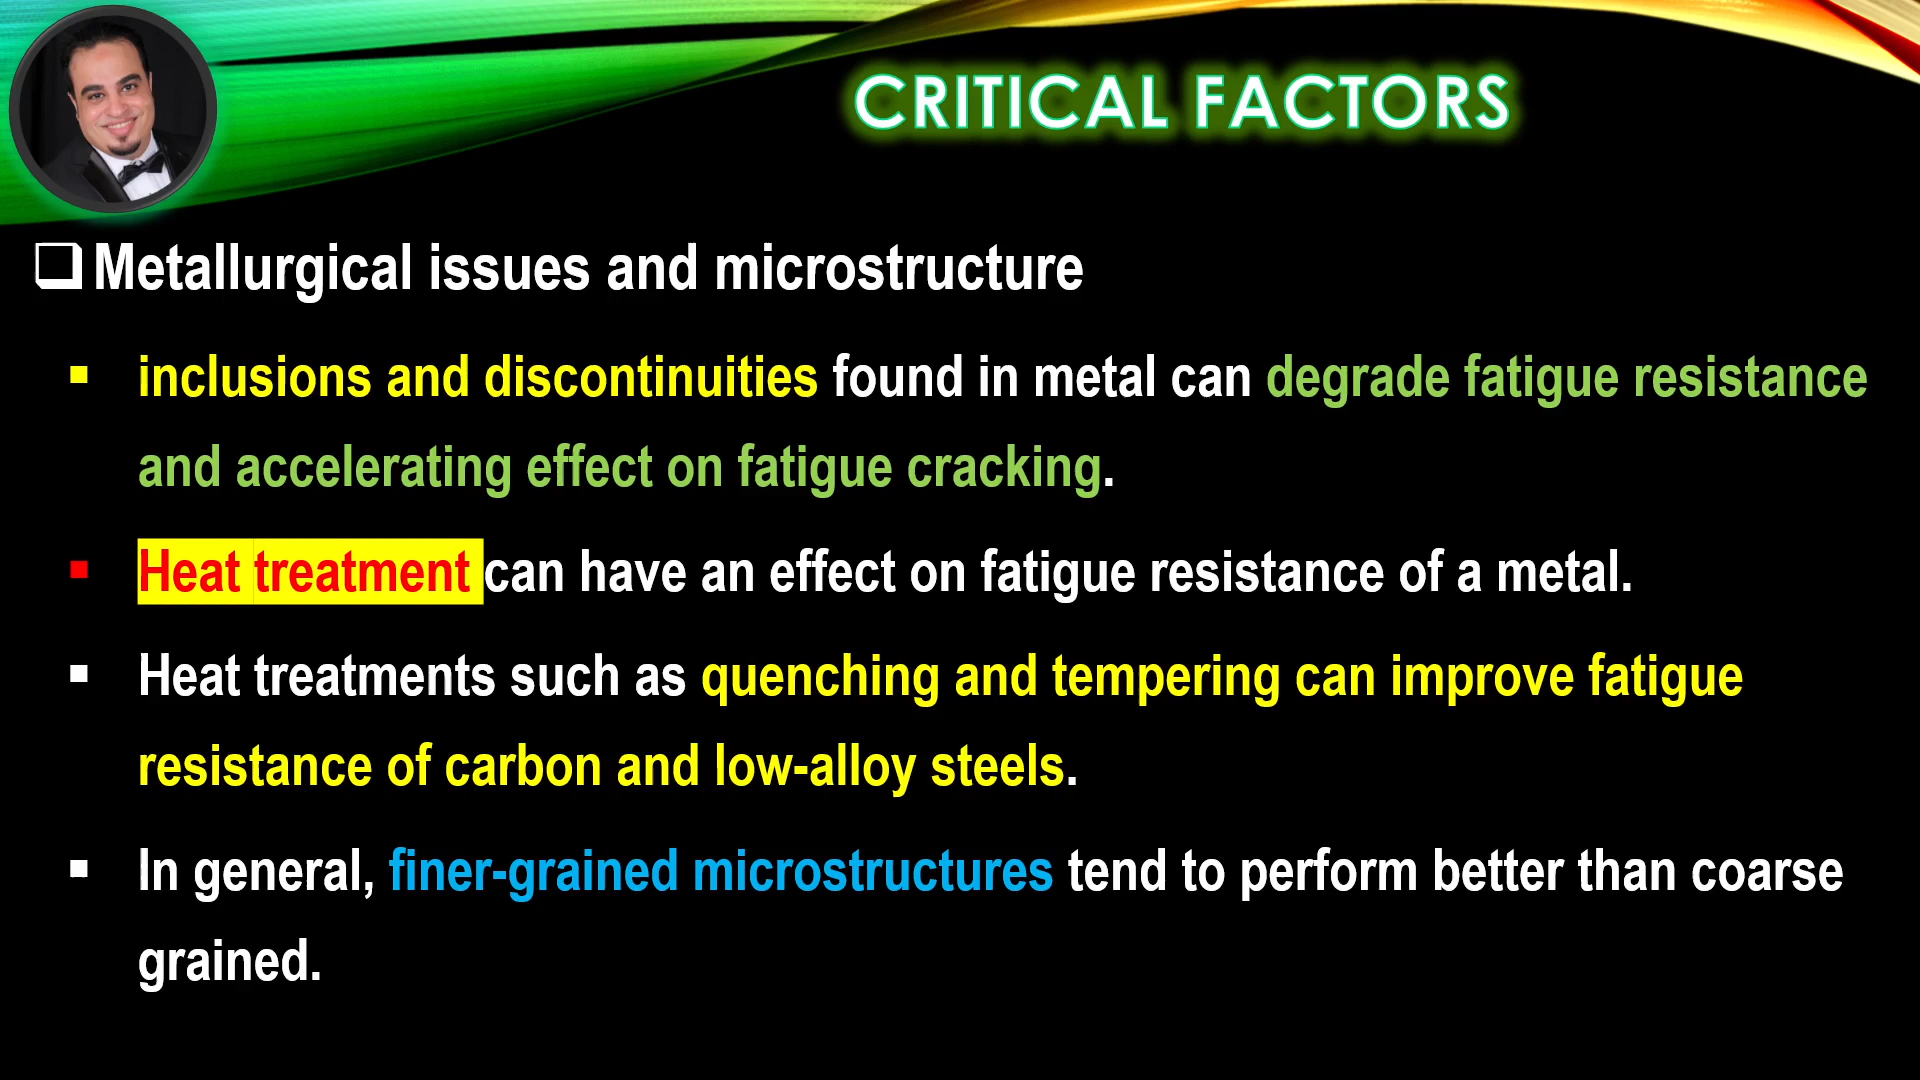 CRITICAL FACTORS
Metallurgical issues and microstructure
inclusions and discontinuities found in metal can degrade fatigue resistance
and accelerating effect on fatigue cracking.
Heat treatment can have an effect on fatigue resistance of a metal.
Heat treatments such as quenching and tempering can improve fatigue
resistance of carbon and low-alloy steels.
In general, finer-grained microstructures tend to perform better than coarse
grained.